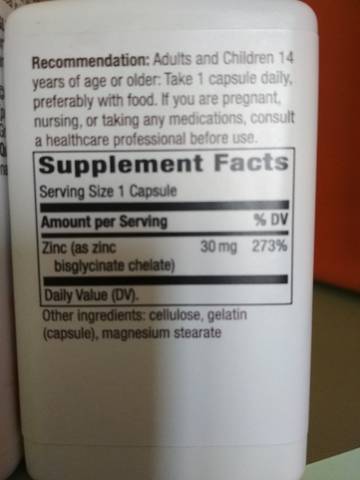 Recommendation: Adults and Children 14
years of age or older: Take 1 capsule daily,
preferably with food. If you are pregnant,
nursing, or taking any medications, consult
a healthcare professional before use.
Supplement Facts
Serving Size 1 Capsule
Amount per Serving % DV
Zinc (as zinc 30 mg 273%
bisglycinate chelate)
Daily Value (DV).
Other ingredients: cellulose, gelatin
(capsule), magnesium stearate